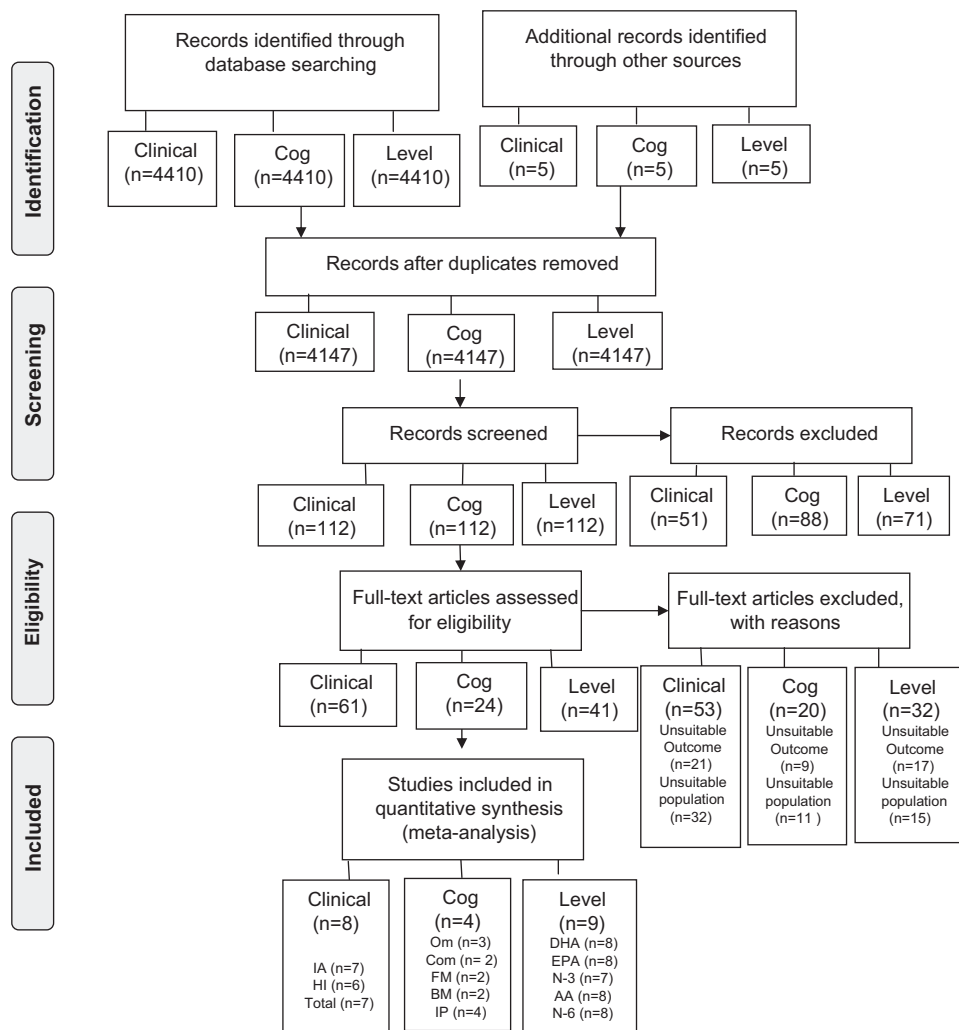 Identification
Records identified through
database searching
Additional records identified
through other sources
Clinical
(n=4410)
Cog
(n=4410)
Level
(n=4410)
Clinical
(n=5)
Cog
(n=5)
Level
(n=5)
Screening
Records after duplicates removed
Clinical
(n=4147)
Cog
(n=4147)
Level
(n=4147)
Records screened
Records excluded
Clinical
(n=112)
Cog
(n=112)
Level
(n=112)
Clinical
(n=51)
Cog
(n=88)
Level
(n=71)
Eligibility
Full-text articles assessed
for eligibility
Full-text articles excluded,
with reasons
Clinical
(n=61)
Cog
(n=24)
Level
(n=41)
Clinical
(n=53)
Unsuitable
Outcome
(n=21)
Unsuitable
population
(n=32)
Cog
(n=20)
Unsuitable
Outcome
(n=9)
Unsuitable
population
(n=11 )
Level
(n=32)
Unsuitable
Outcome
(n=17)
Unsuitable
population
(n=15)
Included
Studies included in
quantitative synthesis
(meta-analysis)
Clinical
(n=8)
IA (n=7)
HI (n=6)
Total (n=7)
Cog
(n=4)
Om (n=3)
Com (n= 2)
FM (n=2)
BM (n=2)
IP (n=4)
Level
(n=9)
DHA (n=8)
EPA (n=8)
N-3 (n=7)
AA (n=8)
N-6 (n=8)